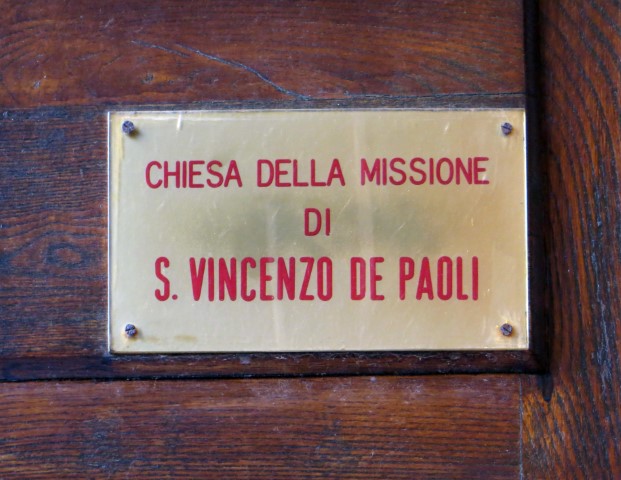 CHIESA DELLA MISSIONE
DI
S. VINCENZO DE PAOLI